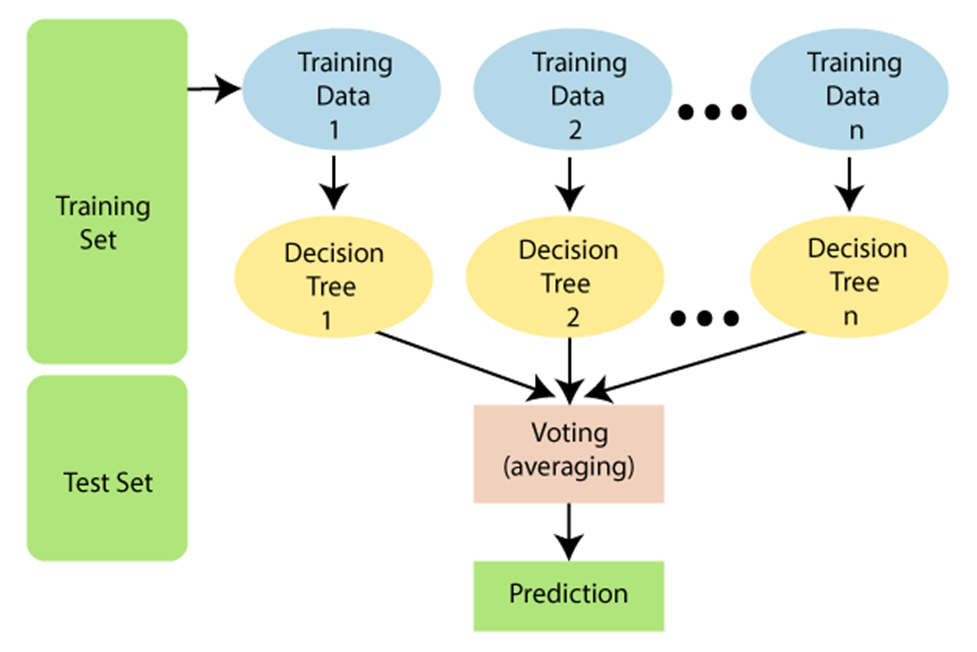 Training
Set
Test Set
Training
Data
1
Training
Data
2
Training
Data
n
Decision
Tree
1
Decision
Tree
2
Decision
Tree
n
Voting
(averaging)
Prediction